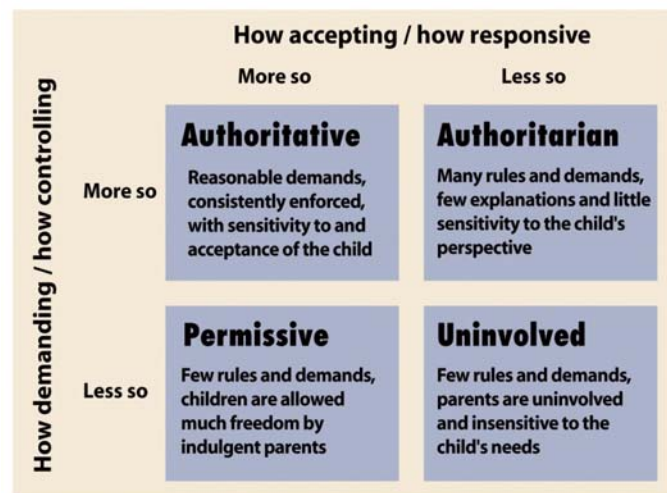 How accepting / how responsive
More so
Less so
How demanding / how controlling
More so
Authoritative
Reasonable demands,
consistently enforced,
with sensitivity to and
acceptance of the child
Authoritarian
Many rules and demands,
few explanations and little
sensitivity to the child's
perspective
Less so
Permissive
Few rules and demands,
children are allowed
much freedom by
indulgent parents
Uninvolved
Few rules and demands,
parents are uninvolved
and insensitive to the
child's needs